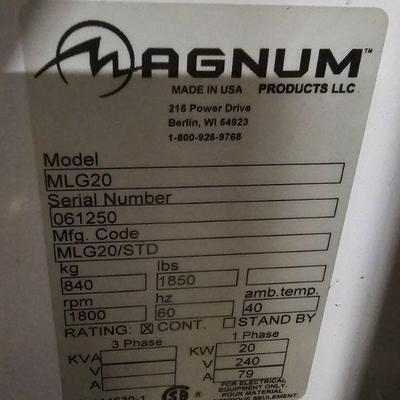 MAGNUM™
MADE IN USA PRODUCTS LLC
215 Power Drive
Berlin, WI 54923
1-800-926-9768
Model
MLG20
Serial Number
061250
Mfg. Code
MLG20/STD
kg lbs
840 1850
rpm hz amb.temp.
1800 60 40
RATING: ☒ CONT. ☐ STAND BY
3 Phase 1 Phase
KVA KW 20
V V 240
A A 79
FOR ELECTRICAL
EQUIPMENT ONLY.
POUR MATERIAL
SEULEMENT